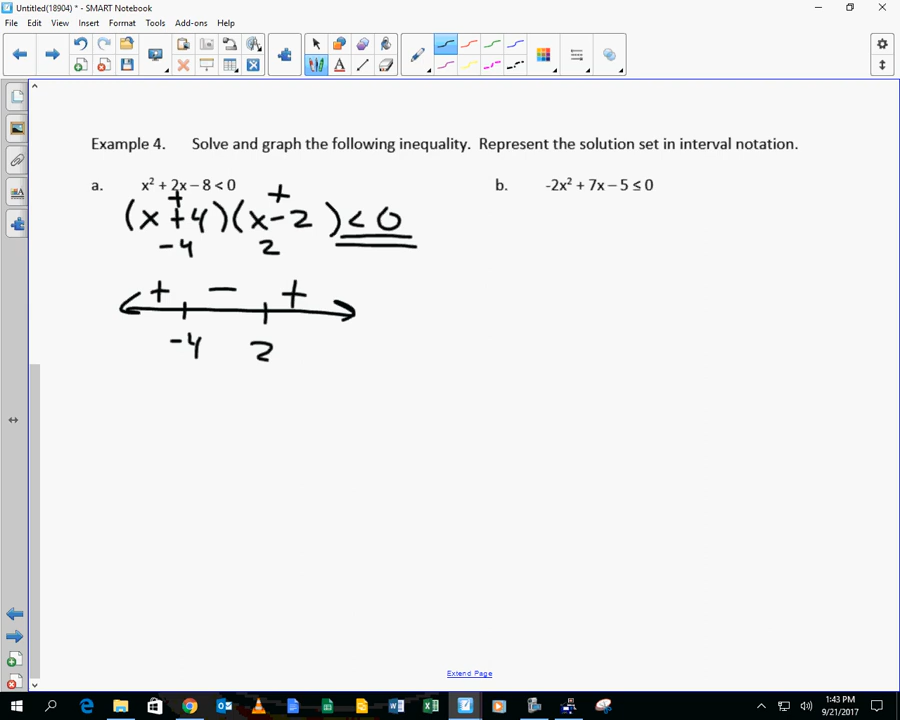 Untitled(18904) * - SMART Notebook
File Edit View Insert Format Tools Add-ons Help
Example 4. Solve and graph the following inequality. Represent the solution set in interval notation.
a. x² + 2x – 8 < 0
b. -2x² + 7x – 5 ≤ 0
+ +
(x + 4)(x - 2) < 0
-4 2
+ - +
-4 2
Extend Page
1:43 PM
9/21/2017